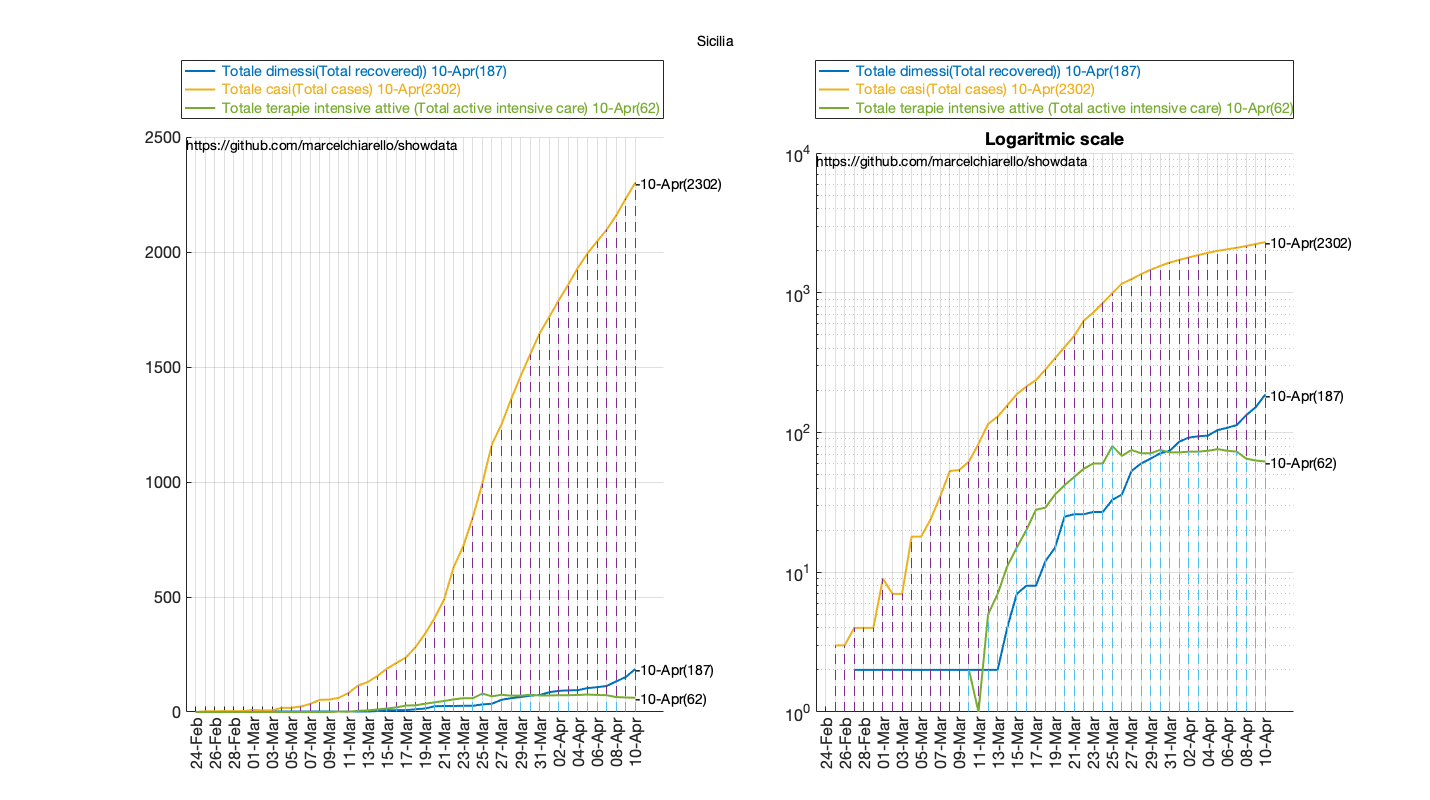 Sicilia
Totale dimessi(Total recovered)) 10-Apr(187)
Totale casi(Total cases) 10-Apr(2302)
Totale terapie intensive attive (Total active intensive care) 10-Apr(62)
https://github.com/marcelchiarello/showdata
2500
2000
1500
1000
500
0
10-Apr(2302)
10-Apr(187)
10-Apr(62)
24-Feb
26-Feb
28-Feb
01-Mar
03-Mar
05-Mar
07-Mar
09-Mar
11-Mar
13-Mar
15-Mar
17-Mar
19-Mar
21-Mar
23-Mar
25-Mar
27-Mar
29-Mar
31-Mar
02-Apr
04-Apr
06-Apr
08-Apr
10-Apr
Totale dimessi(Total recovered)) 10-Apr(187)
Totale casi(Total cases) 10-Apr(2302)
Totale terapie intensive attive (Total active intensive care) 10-Apr(62)
Logaritmic scale
https://github.com/marcelchiarello/showdata
10^4
10^3
10^2
10^1
10^0
10-Apr(2302)
10-Apr(187)
10-Apr(62)
24-Feb
26-Feb
28-Feb
01-Mar
03-Mar
05-Mar
07-Mar
09-Mar
11-Mar
13-Mar
15-Mar
17-Mar
19-Mar
21-Mar
23-Mar
25-Mar
27-Mar
29-Mar
31-Mar
02-Apr
04-Apr
06-Apr
08-Apr
10-Apr